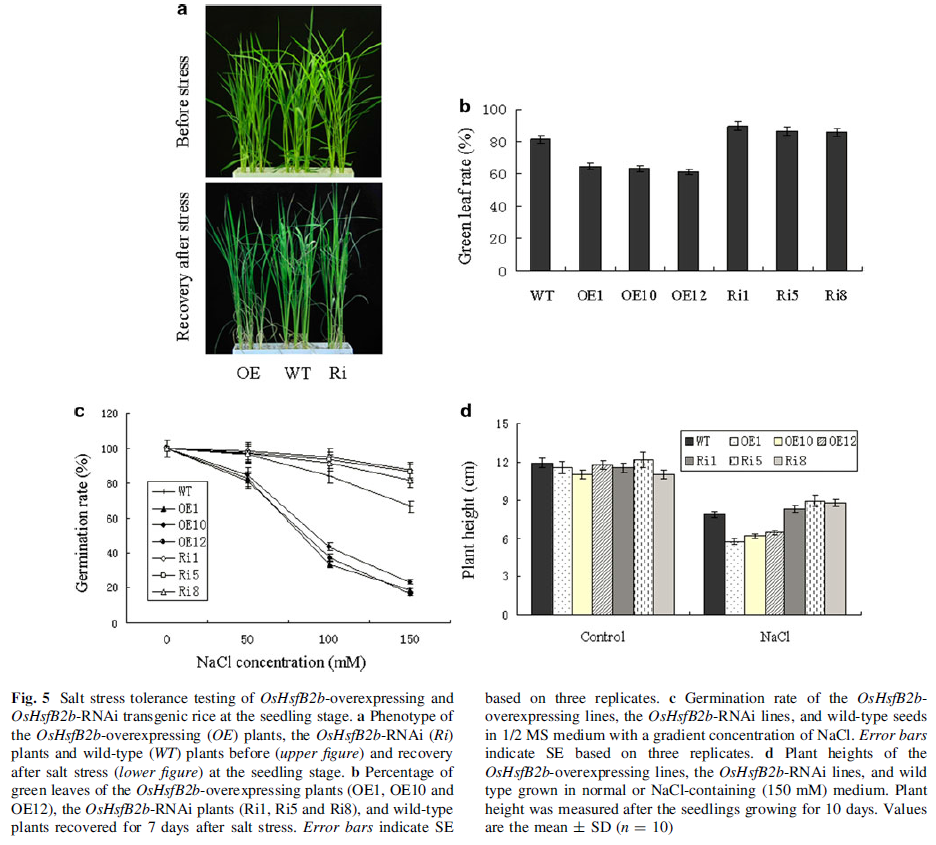 a
Before stress
Recovery after stress
OE WT Ri
b
Green leaf rate (%)
100
80
60
40
20
0
WT OE1 OE10 OE12 Ri1 Ri5 Ri8
c
Germination rate (%)
120
100
80
60
40
20
0
WT
OE1
OE10
OE12
Ri1
Ri5
Ri8
0 50 100 150
NaCl concentration (mM)
d
Plant height (cm)
15
12
9
6
3
0
WT OE1 OE10 OE12
Ri1 Ri5 Ri8
Control NaCl
Fig. 5 Salt stress tolerance testing of OsHsfB2b-overexpressing and
OsHsfB2b-RNAi transgenic rice at the seedling stage. a Phenotype of
the OsHsfB2b-overexpressing (OE) plants, the OsHsfB2b-RNAi (Ri)
plants and wild-type (WT) plants before (upper figure) and recovery
after salt stress (lower figure) at the seedling stage. b Percentage of
green leaves of the OsHsfB2b-overexpressing plants (OE1, OE10 and
OE12), the OsHsfB2b-RNAi plants (Ri1, Ri5 and Ri8), and wild-type
plants recovered for 7 days after salt stress. Error bars indicate SE
based on three replicates. c Germination rate of the OsHsfB2b-
overexpressing lines, the OsHsfB2b-RNAi lines, and wild-type seeds
in 1/2 MS medium with a gradient concentration of NaCl. Error bars
indicate SE based on three replicates. d Plant heights of the
OsHsfB2b-overexpressing lines, the OsHsfB2b-RNAi lines, and wild
type grown in normal or NaCl-containing (150 mM) medium. Plant
height was measured after the seedlings growing for 10 days. Values
are the mean ± SD (n = 10)